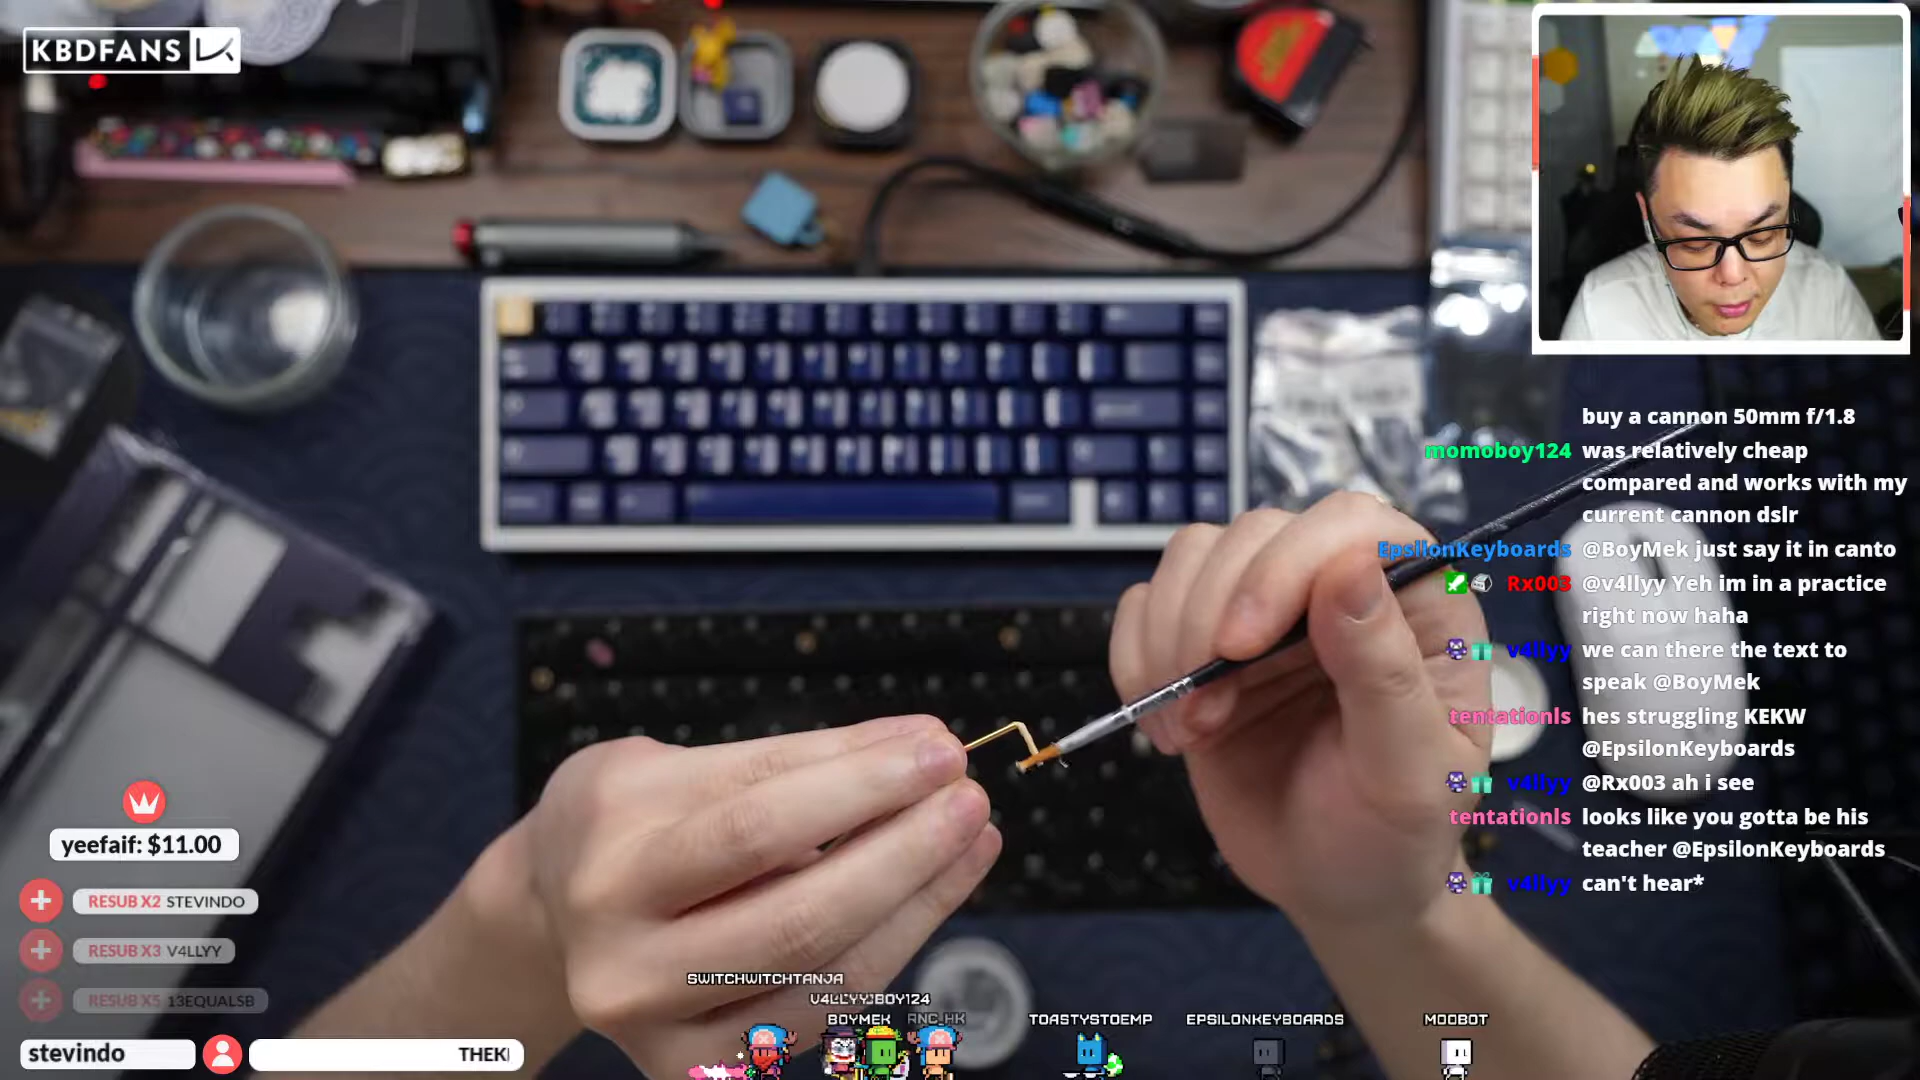 KBDFANS
buy a cannon 50mm f/1.8
momoboy124 was relatively cheap
compared and works with my
current cannon dslr
EpsilonKeyboards @BoyMek just say it in canto
Rx003 @v4llyy Yeh im in a practice
right now haha
v4llyy we can there the text to
speak @BoyMek
tentationls hes struggling KEKW
@EpsilonKeyboards
v4llyy @Rx003 ah i see
tentationls looks like you gotta be his
teacher @EpsilonKeyboards
v4llyy can't hear*
yeefaif: $11.00
RESUB X2 STEVINDO
RESUB X3 V4LLYY
RESUB X5 13EQUALSB
stevindo
THEK
SWITCHWITCHTANJA
BOYMEK
RNC_HK
TOASTYSTOEMP
EPSILONKEYBOARDS
MOOBOT